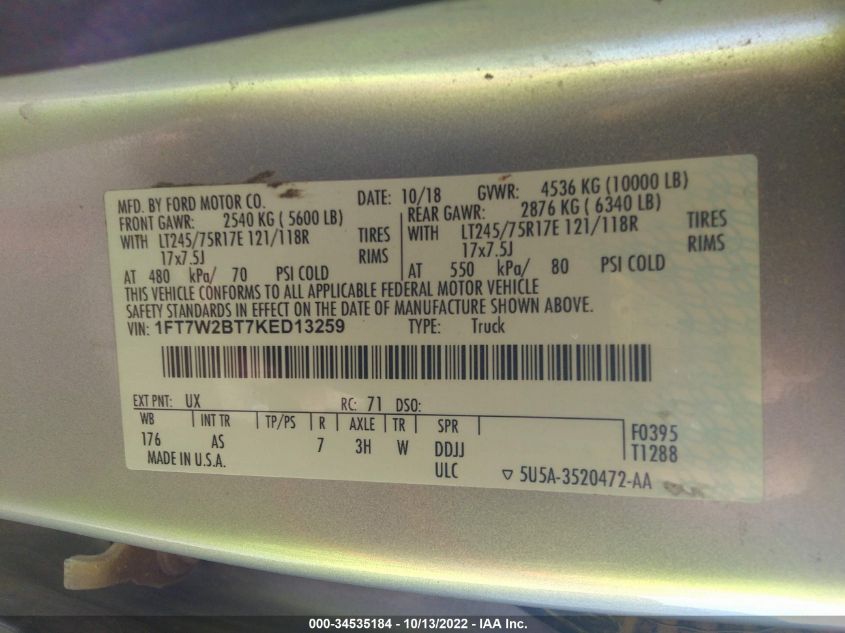 MFD. BY FORD MOTOR CO.
DATE: 10/18 GVWR: 4536 KG (10000 LB)
FRONT GAWR: 2540 KG ( 5600 LB)
REAR GAWR: 2876 KG ( 6340 LB)
WITH LT245/75R17E 121/118R TIRES
WITH LT245/75R17E 121/118R TIRES
17x7.5J RIMS
17x7.5J RIMS
AT 480 kPa/ 70 PSI COLD
AT 550 kPa/ 80 PSI COLD
THIS VEHICLE CONFORMS TO ALL APPLICABLE FEDERAL MOTOR VEHICLE
SAFETY STANDARDS IN EFFECT ON THE DATE OF MANUFACTURE SHOWN ABOVE.
VIN: 1FT7W2BT7KED13259 TYPE: Truck
EXT PNT: UX RC: 71 DSO:
WB INT TR TP/PS R AXLE TR SPR
176 AS 7 3H W DDJJ
F0395
T1288
MADE IN U.S.A. ULC ▽ 5U5A-3520472-AA
000-34535184 - 10/13/2022 - IAA Inc.